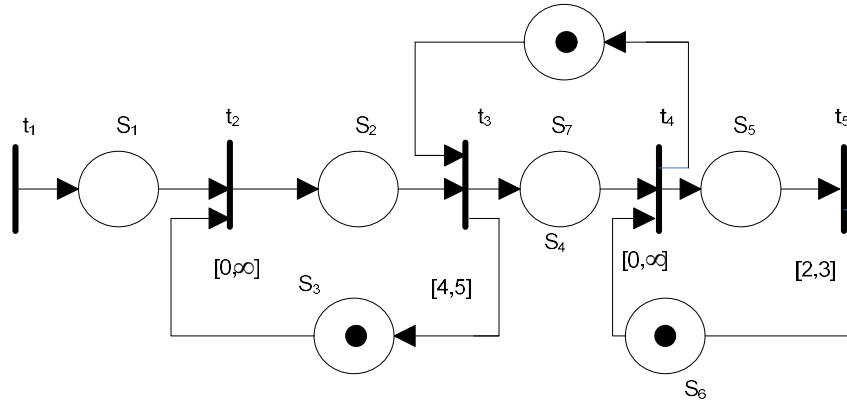 t1
S1
t2
S2
t3
S7
t4
S5
t5
S4
[0,∞]
S3
[4,5]
[0,∞]
[2,3]
S6